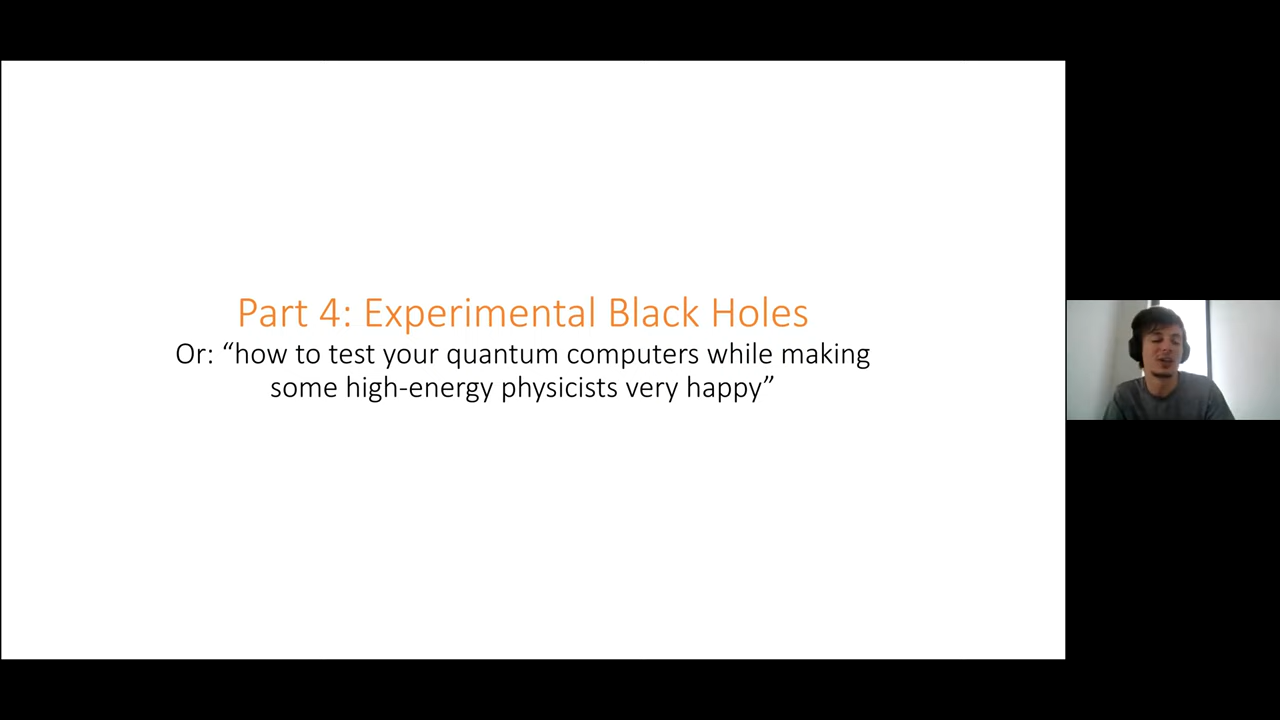 Part 4: Experimental Black Holes
Or: “how to test your quantum computers while making
some high-energy physicists very happy”